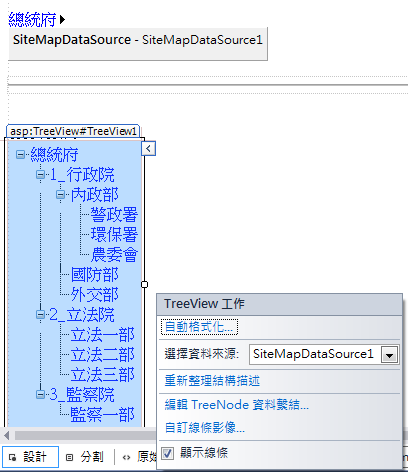 總統府
SiteMapDataSource - SiteMapDataSource1
asp:TreeView#TreeView1
總統府
1_行政院
內政部
警政署
環保署
農委會
國防部
外交部
2_立法院
立法一部
立法二部
立法三部
3_監察院
監察一部
TreeView 工作
自動格式化...
選擇資料來源: SiteMapDataSource1
重新整理結構描述
編輯 TreeNode 資料繫結...
自訂線條影像...
顯示線條
設計 分割 原始